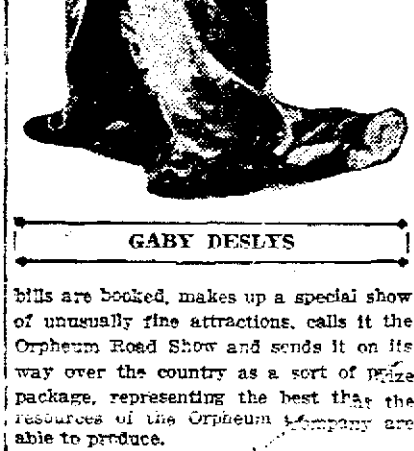 GABY DESLYS
bills are booked, makes up a special show
of unusually fine attractions, calls it the
Orpheum Road Show and sends it on its
way over the country as a sort of prize
package, representing the best that the
resources of the Orpheum Company are
able to produce.